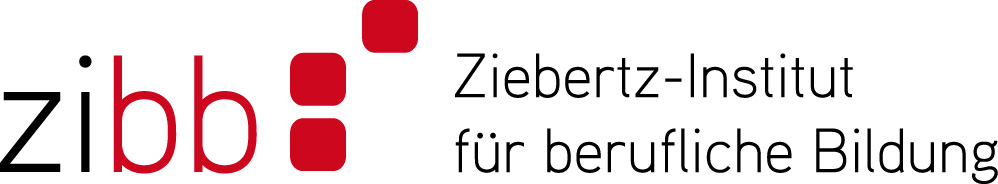 zibb
Ziebertz-Institut
für berufliche Bildung